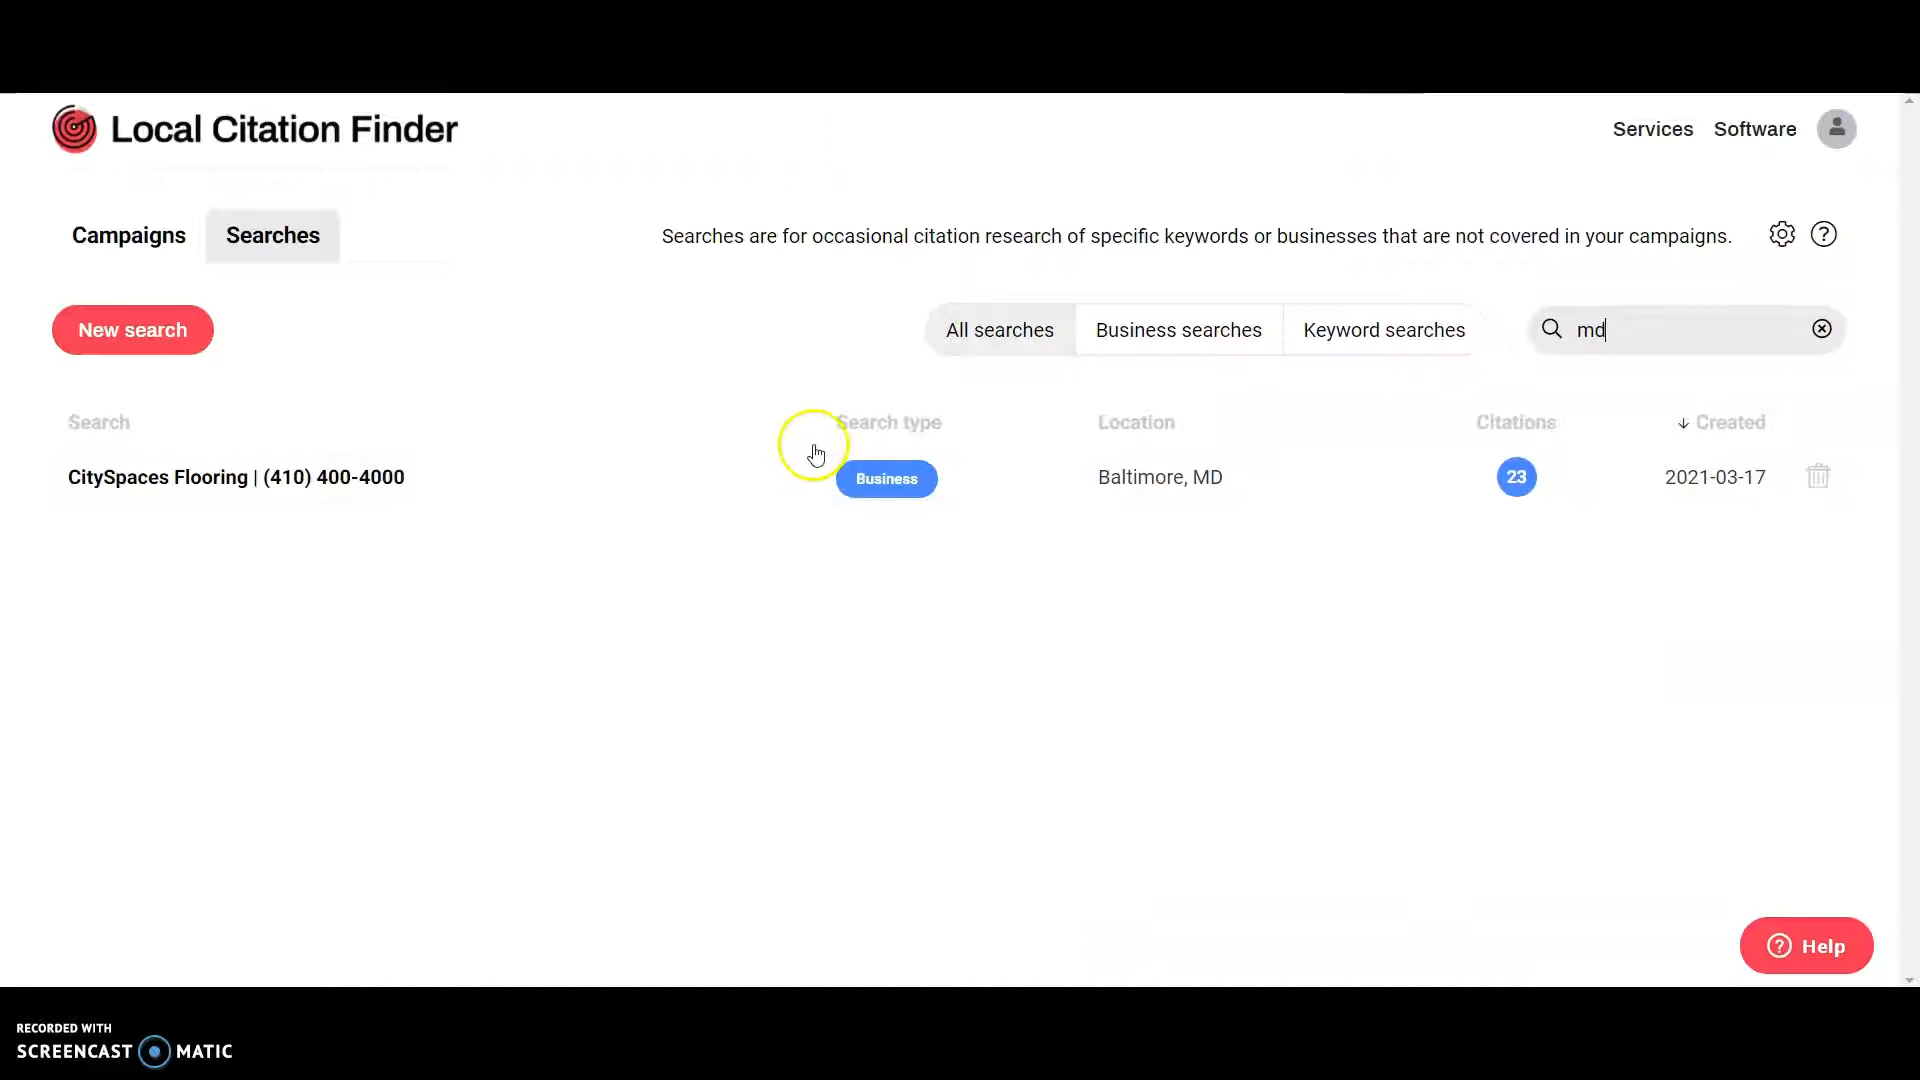 Local Citation Finder
Services Software
Campaigns Searches Searches are for occasional citation research of specific keywords or businesses that are not covered in your campaigns.
New search All searches Business searches Keyword searches md
Search Search type Location Citations Created
CitySpaces Flooring | (410) 400-4000 Business Baltimore, MD 23 2021-03-17
Help
RECORDED WITH
SCREENCAST MATIC